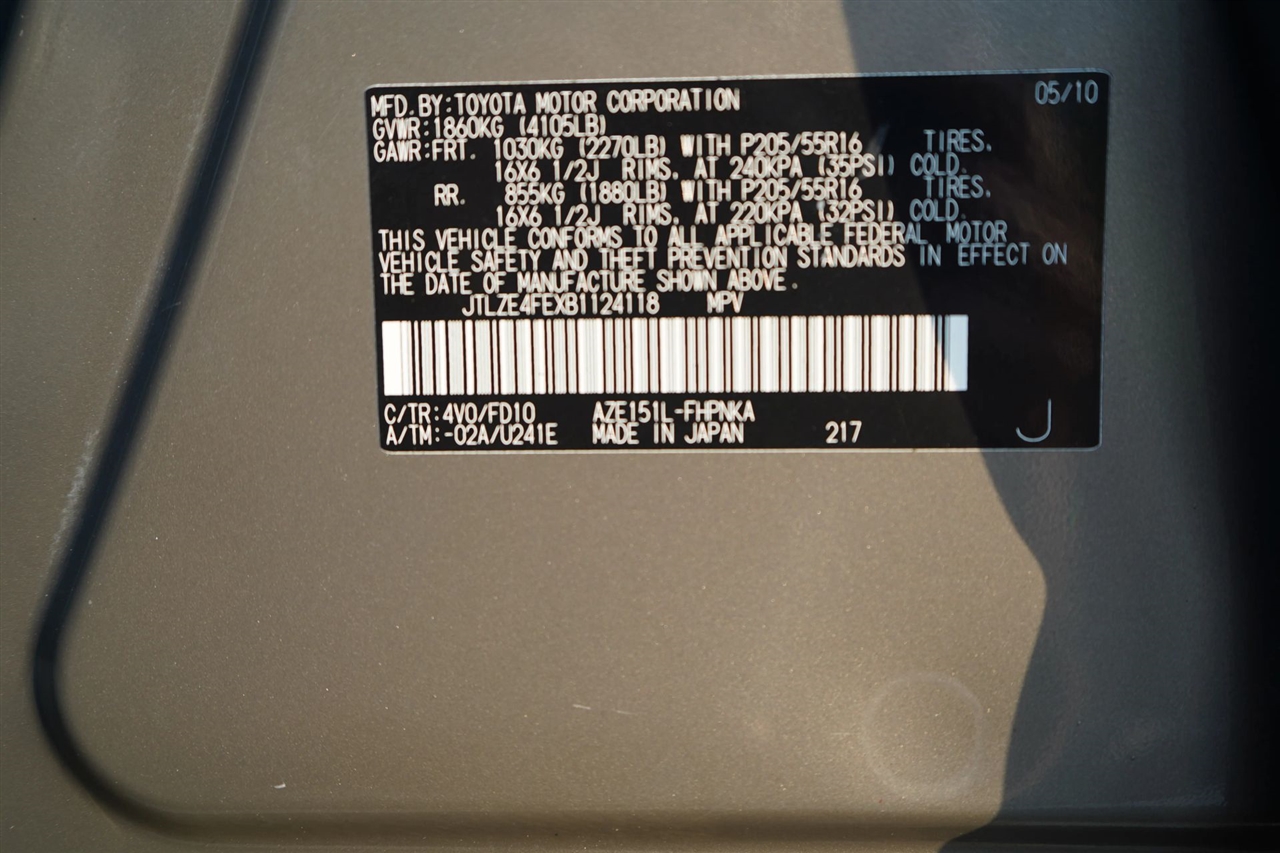 MFD. BY: TOYOTA MOTOR CORPORATION 05/10
GVWR: 1860KG (4105LB)
GAWR: FRT. 1030KG (2270LB) WITH P205/55R16 TIRES.
16X6 1/2J RIMS. AT 240KPA (35PSI) COLD.
RR. 855KG (1880LB) WITH P205/55R16 TIRES.
16X6 1/2J RIMS. AT 220KPA (32PSI) COLD.
THIS VEHICLE CONFORMS TO ALL APPLICABLE FEDERAL MOTOR
VEHICLE SAFETY AND THEFT PREVENTION STANDARDS IN EFFECT ON
THE DATE OF MANUFACTURE SHOWN ABOVE.
JTLZE4FEXB1124118 MPV
C/TR: 4V0/FD10 AZE151L-FHPNKA
A/TM: -02A/U241E MADE IN JAPAN 217 J